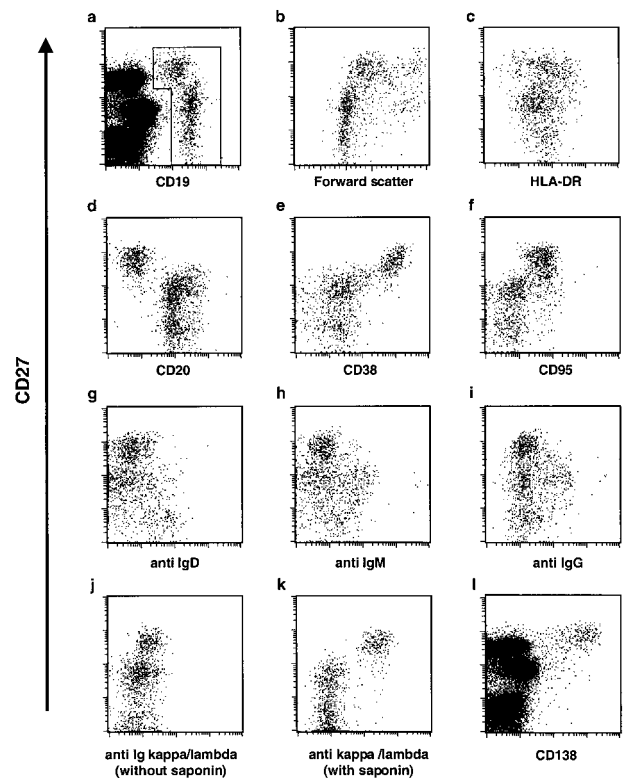 a
b
c
CD19
Forward scatter
HLA-DR
d
e
f
CD20
CD38
CD95
CD27
g
h
i
anti IgD
anti IgM
anti IgG
j
k
l
anti Ig kappa/lambda
(without saponin)
anti kappa /lambda
(with saponin)
CD138